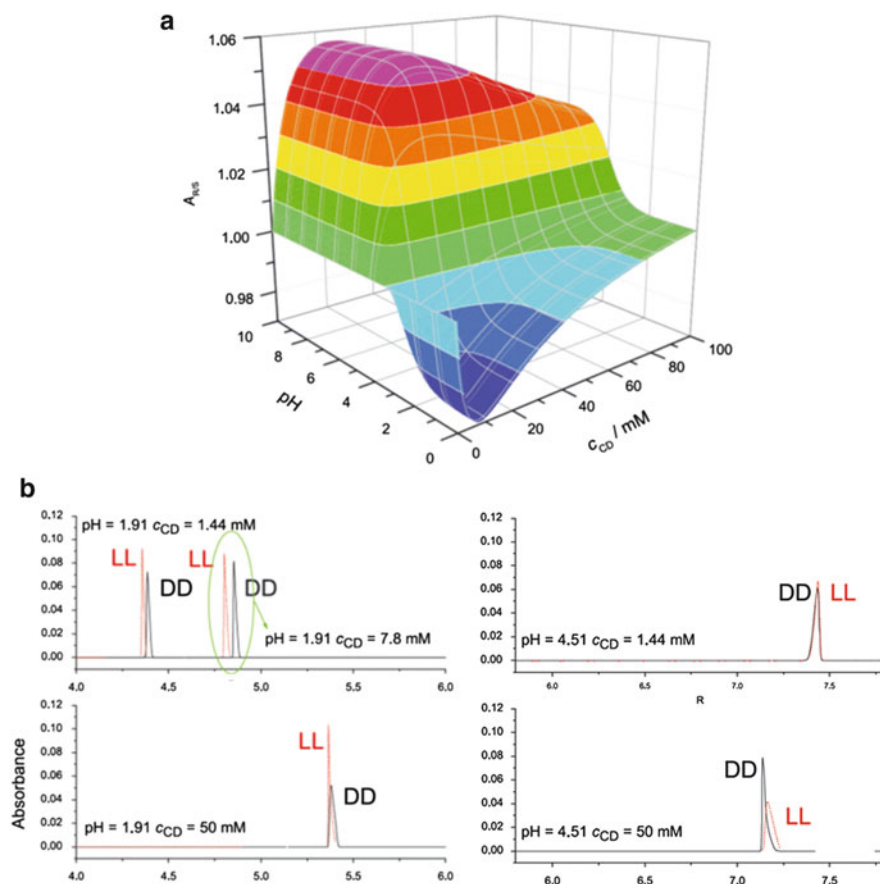 a
1.06
1.04
1.02
1.00
0.98
A_R/S
10
8
6
4
2
0
pH
0
20
40
60
80
100
c_CD / mM
b
0.12
0.10
0.08
0.06
0.04
0.02
0.00
pH = 1.91 c_CD = 1.44 mM
LL
DD
LL
DD
pH = 1.91 c_CD = 7.8 mM
4.0 4.5 5.0 5.5 6.0
0.12
0.10
0.08
0.06
0.04
0.02
0.00
DD LL
pH = 4.51 c_CD = 1.44 mM
6.0 6.5 7.0 7.5
R
Absorbance
0.12
0.10
0.08
0.06
0.04
0.02
0.00
LL
DD
pH = 1.91 c_CD = 50 mM
4.0 4.5 5.0 5.5 6.0
0.12
0.10
0.08
0.06
0.04
0.02
0.00
DD
LL
pH = 4.51 c_CD = 50 mM
6.0 6.5 7.0 7.5